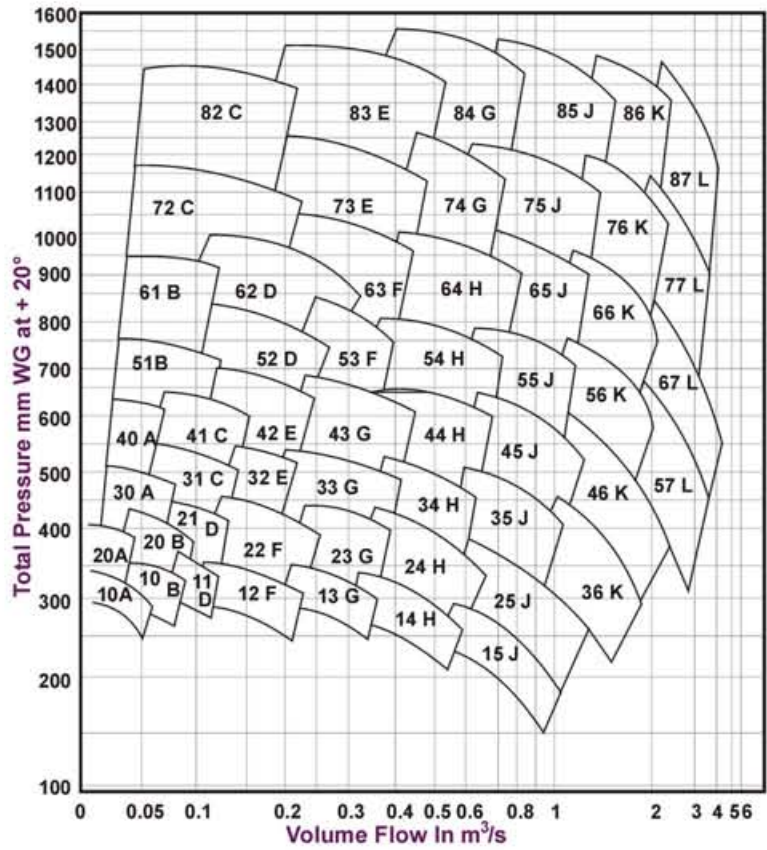 Total Pressure mm WG at + 20°
1600
1500
1400
1300
1200
1100
1000
900
800
700
600
500
400
300
200
100
82 C
83 E
84 G
85 J
86 K
87 L
72 C
73 E
74 G
75 J
76 K
77 L
61 B
62 D
63 F
64 H
65 J
66 K
67 L
51B
52 D
53 F
54 H
55 J
56 K
57 L
40 A
41 C
42 E
43 G
44 H
45 J
46 K
30 A
31 C
32 E
33 G
34 H
35 J
36 K
20A
20 B
21 D
22 F
23 G
24 H
25 J
10A
10 B
11 D
12 F
13 G
14 H
15 J
0 0.05 0.1 0.2 0.3 0.4 0.5 0.6 0.8 1 2 3 4 5 6
Volume Flow In m³/s